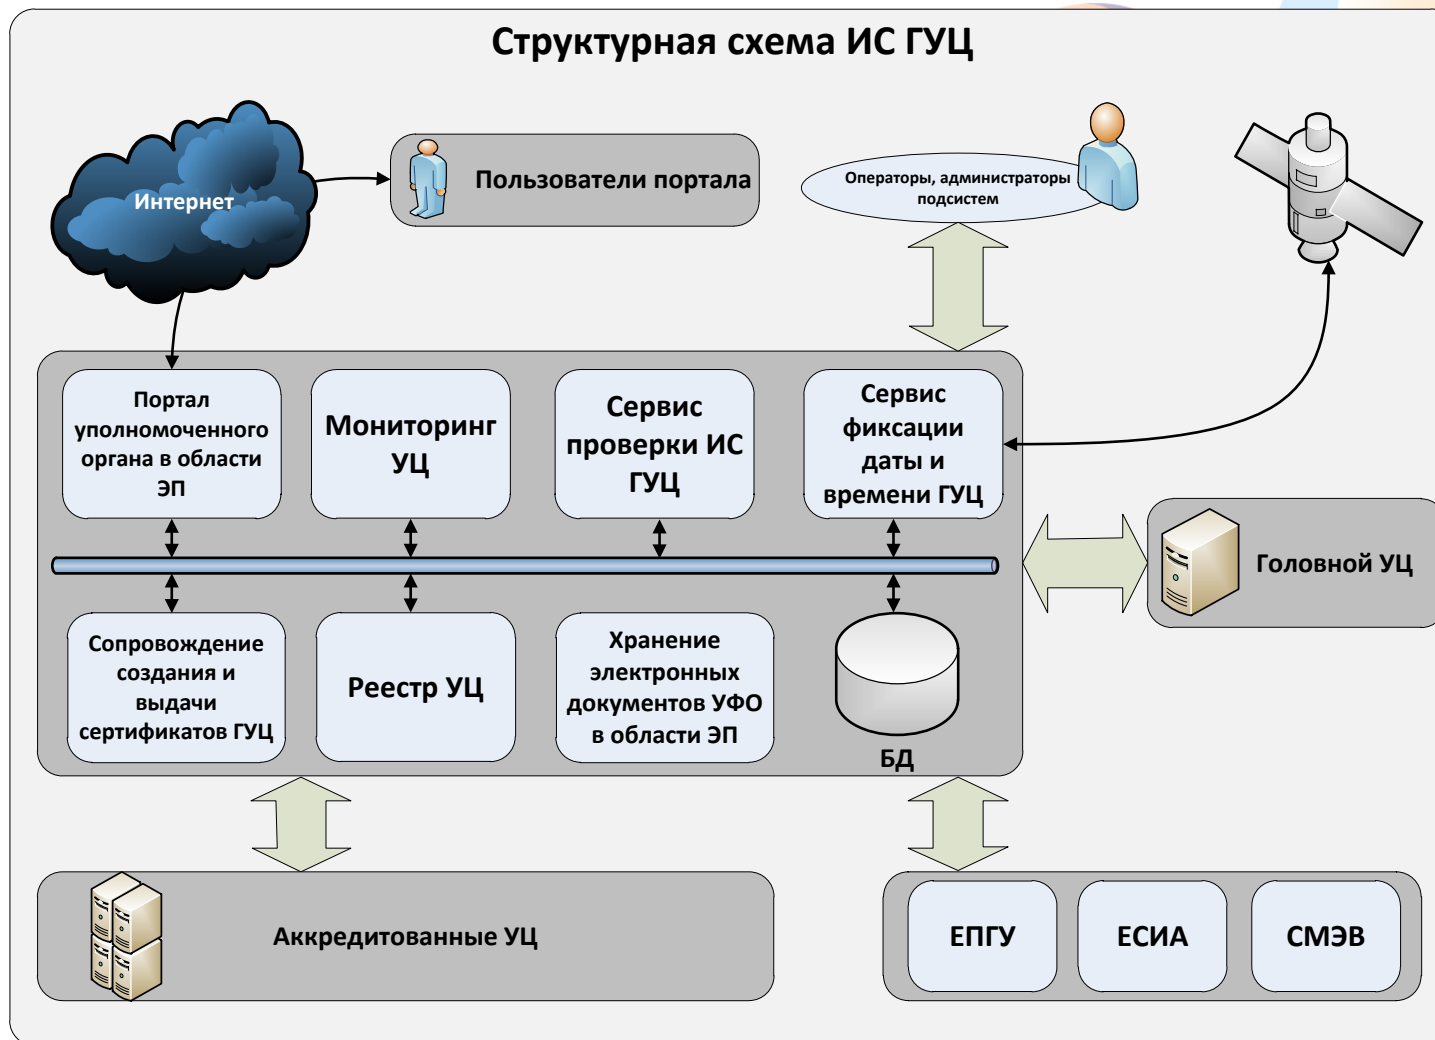 Структурная схема ИС ГУЦ
Интернет
Пользователи портала
Операторы, администраторы
подсистем
Портал
уполномоченного
органа в области
ЭП
Мониторинг
УЦ
Сервис
проверки ИС
ГУЦ
Сервис
фиксации
даты и
времени ГУЦ
Головной УЦ
Сопровождение
создания и
выдачи
сертификатов ГУЦ
Реестр УЦ
Хранение
электронных
документов УФО
в области ЭП
БД
Аккредитованные УЦ
ЕПГУ
ЕСИА
СМЭВ